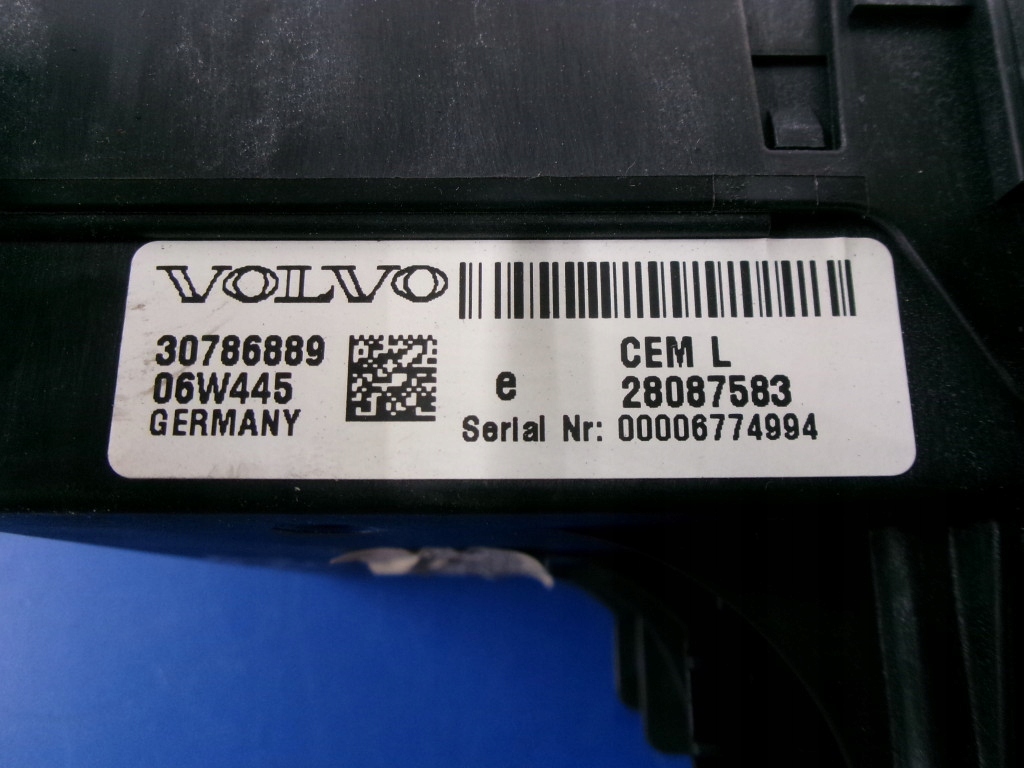 VOLVO
30786889
06W445
GERMANY
e
CEM L
28087583
Serial Nr: 00006774994